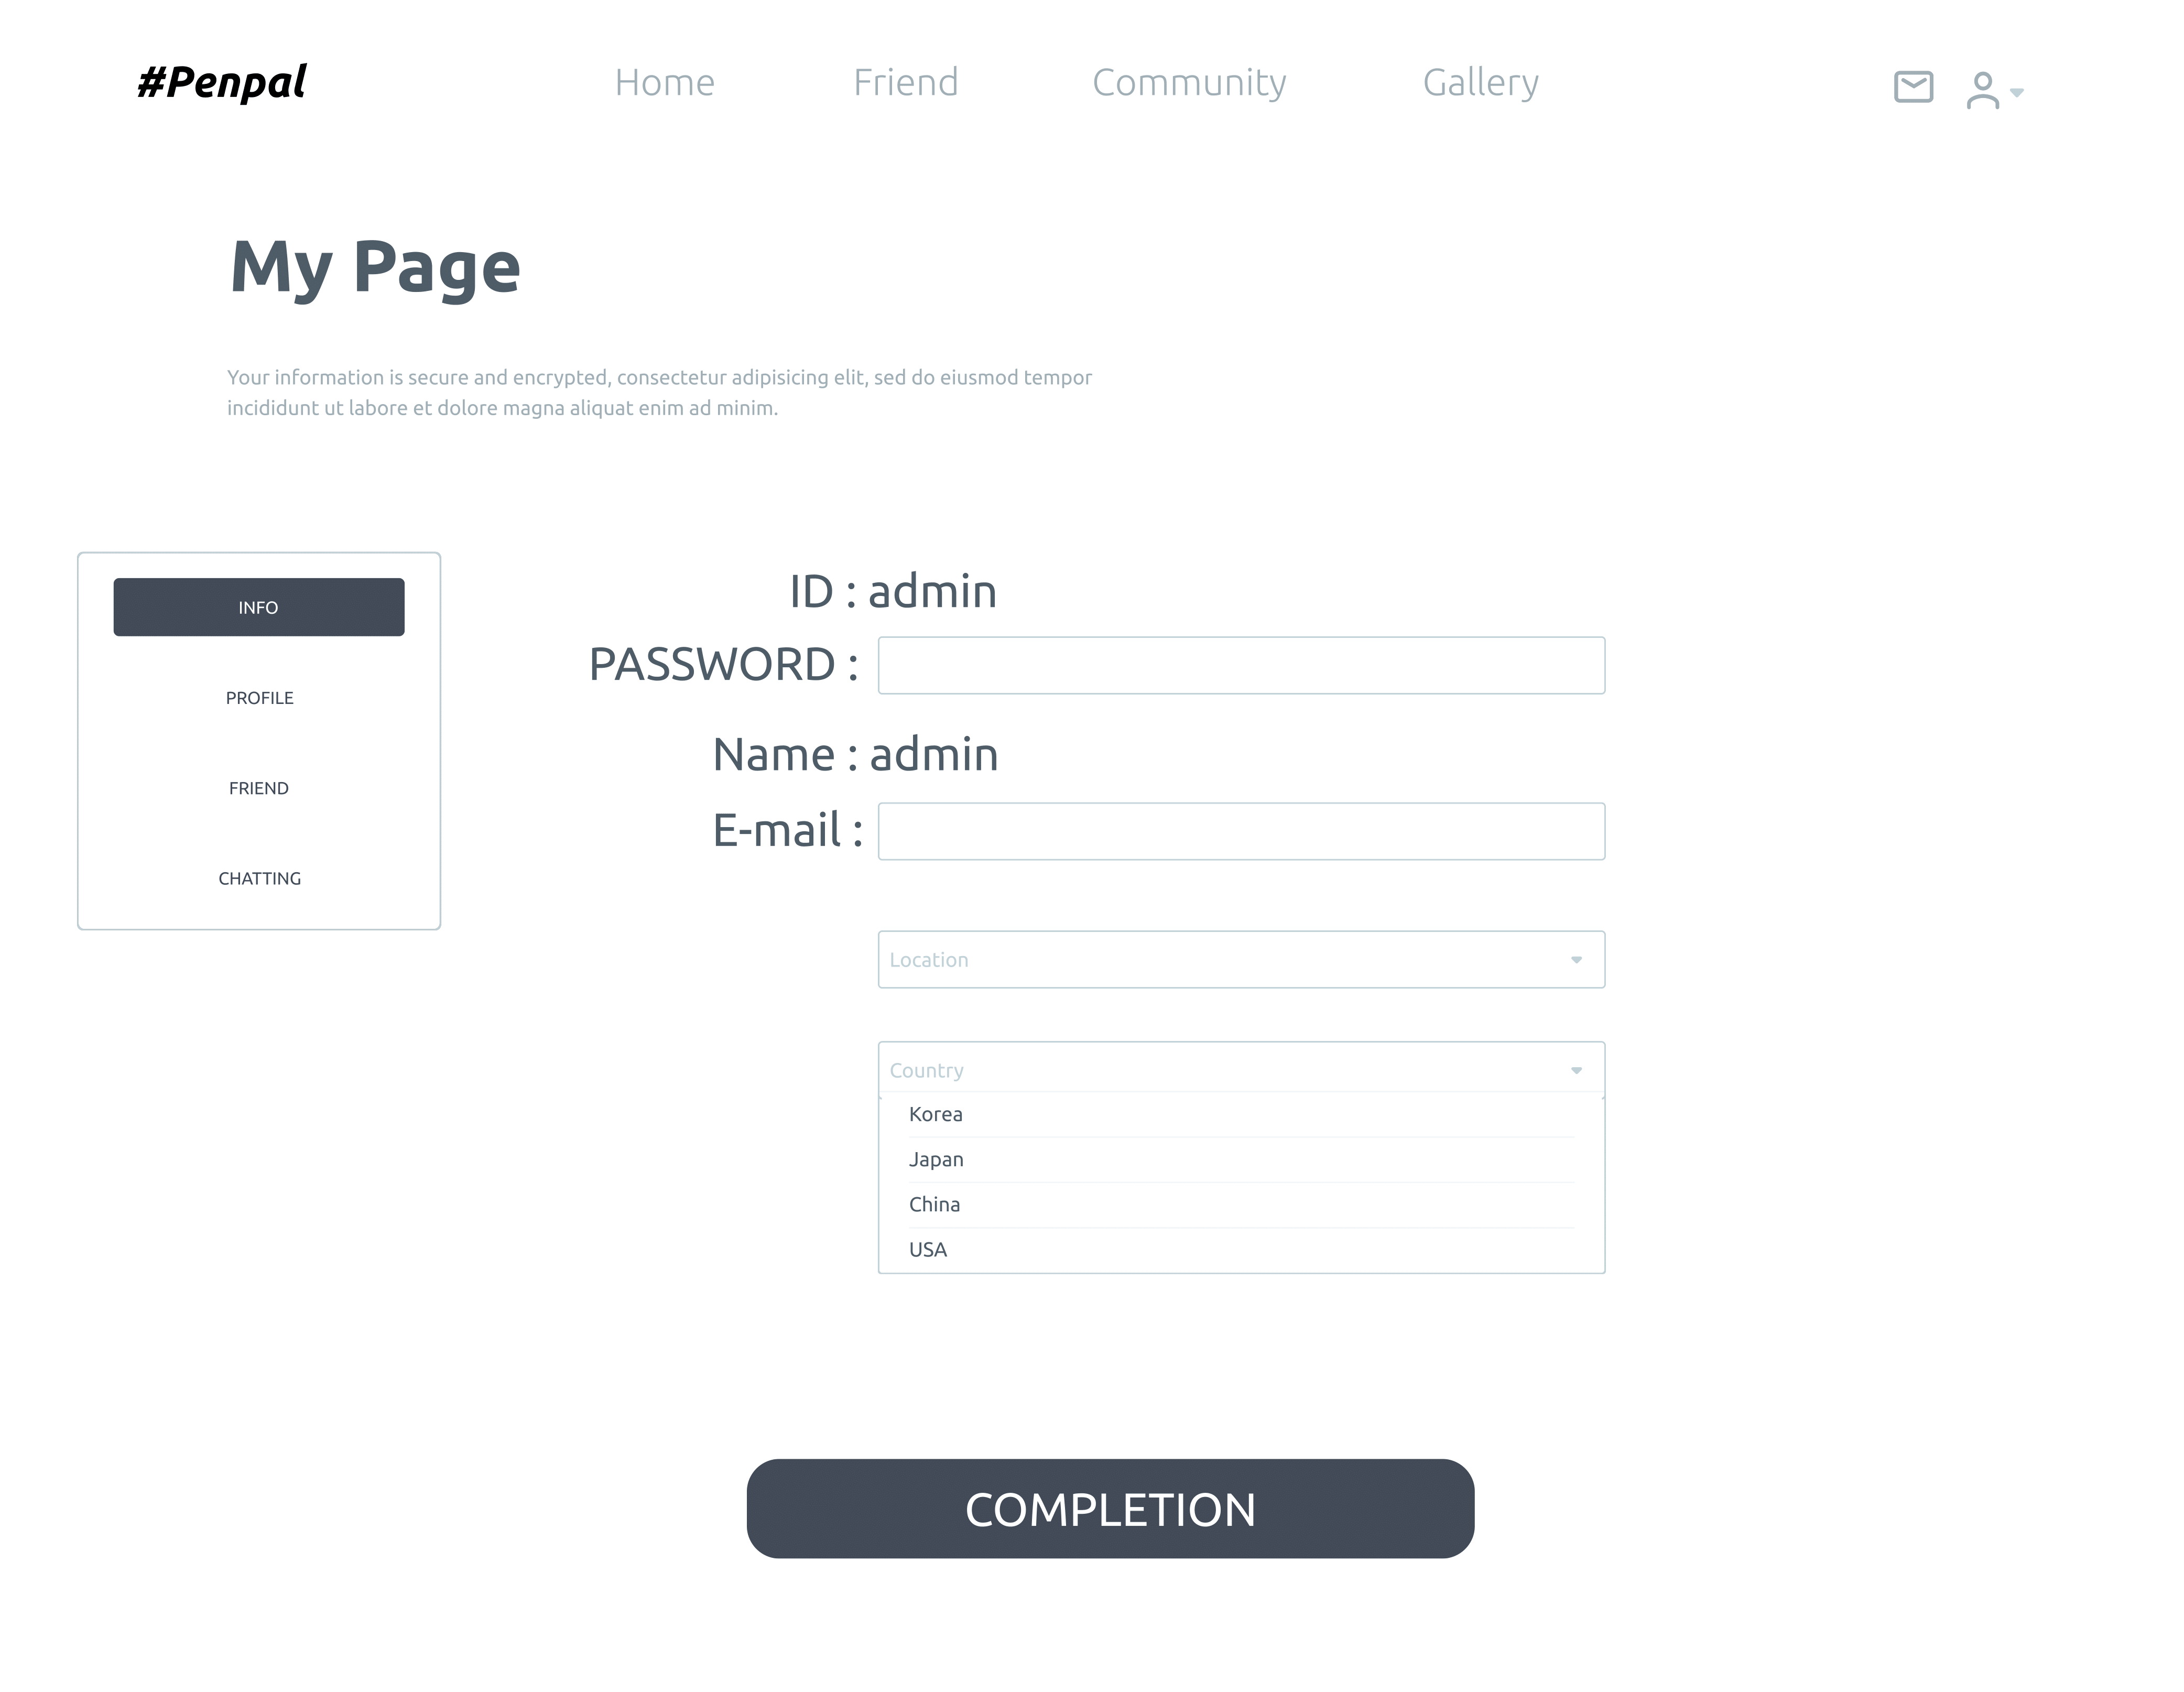 #Penpal
Home
Friend
Community
Gallery
My Page
Your information is secure and encrypted, consectetur adipisicing elit, sed do eiusmod tempor
incididunt ut labore et dolore magna aliquat enim ad minim.
INFO
PROFILE
FRIEND
CHATTING
ID : admin
PASSWORD :
Name : admin
E-mail :
Location
Country
Korea
Japan
China
USA
COMPLETION